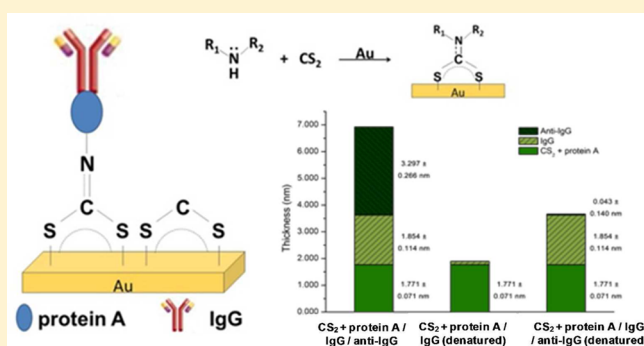 R1 R2
N
H
+ CS2
Au
R1 N R2
C
S S
Au
N
C C
S S S S
Au
protein A IgG
7.000
6.000
5.000
4.000
3.000
2.000
1.000
0.000
Thickness (nm)
Anti-IgG
IgG
CS2 + protein A
3.297 ±
0.266 nm
1.854 ±
0.114 nm
1.771 ±
0.071 nm
1.771 ±
0.071 nm
0.043 ±
0.140 nm
1.854 ±
0.114 nm
1.771 ±
0.071 nm
CS2 + protein A /
IgG / anti-IgG
CS2 + protein A /
IgG (denatured)
CS2 + protein A / IgG
/ anti-IgG (denatured)